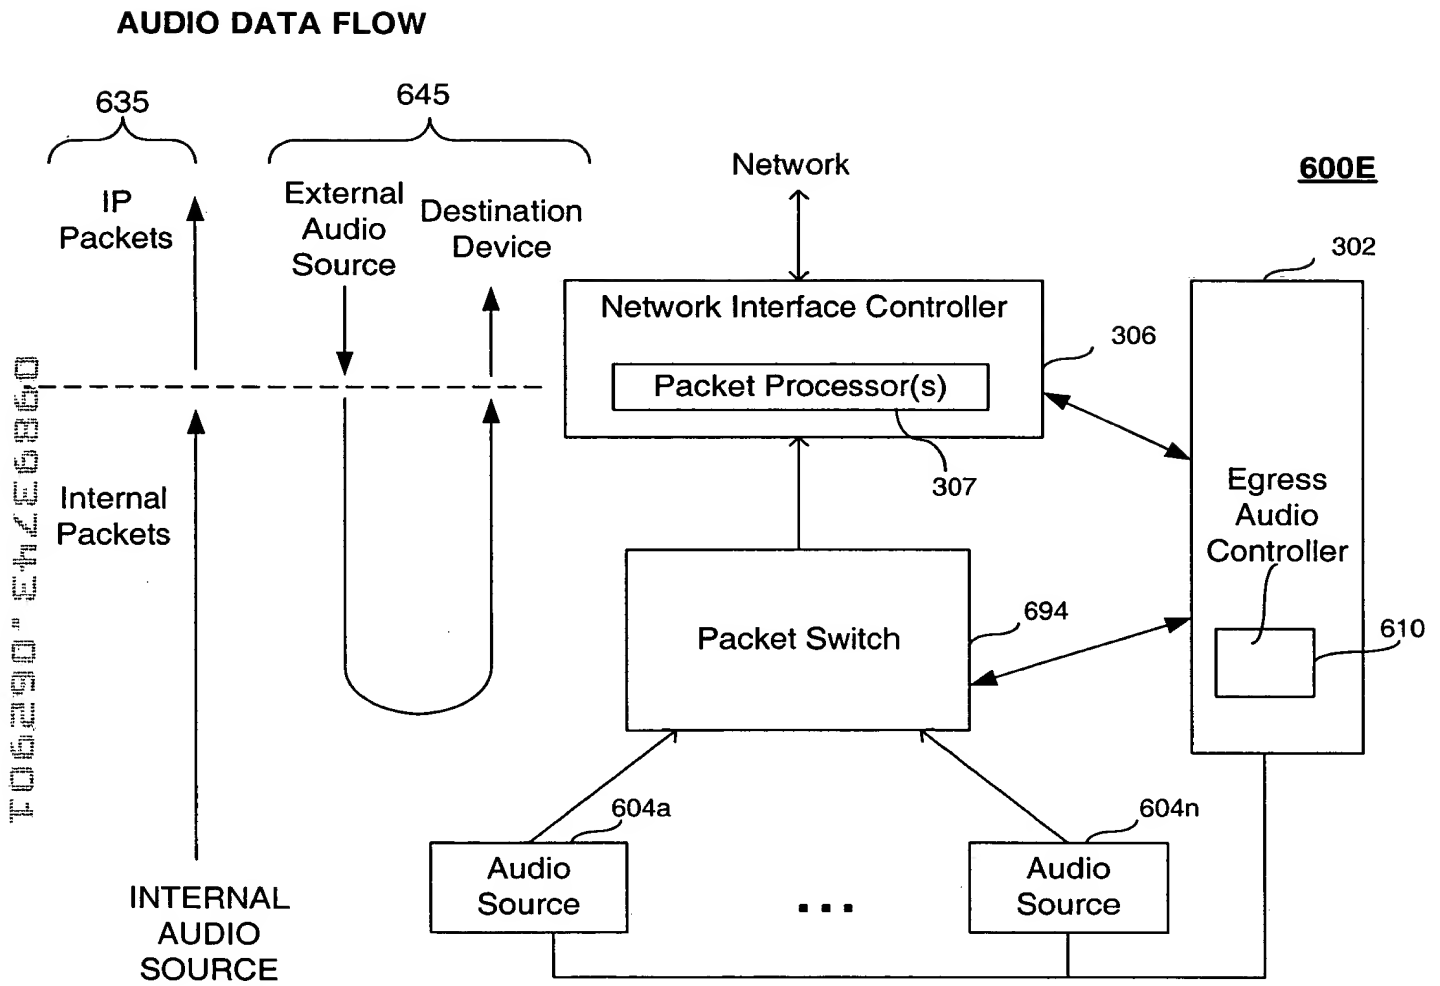 AUDIO DATA FLOW
635
645
IP
Packets
External
Audio
Source
Destination
Device
Network
600E
302
Network Interface Controller
306
Packet Processor(s)
307
Internal
Packets
Egress
Audio
Controller
Packet Switch
694
610
604a
604n
Audio
Source
...
Audio
Source
INTERNAL
AUDIO
SOURCE
09893743.062901